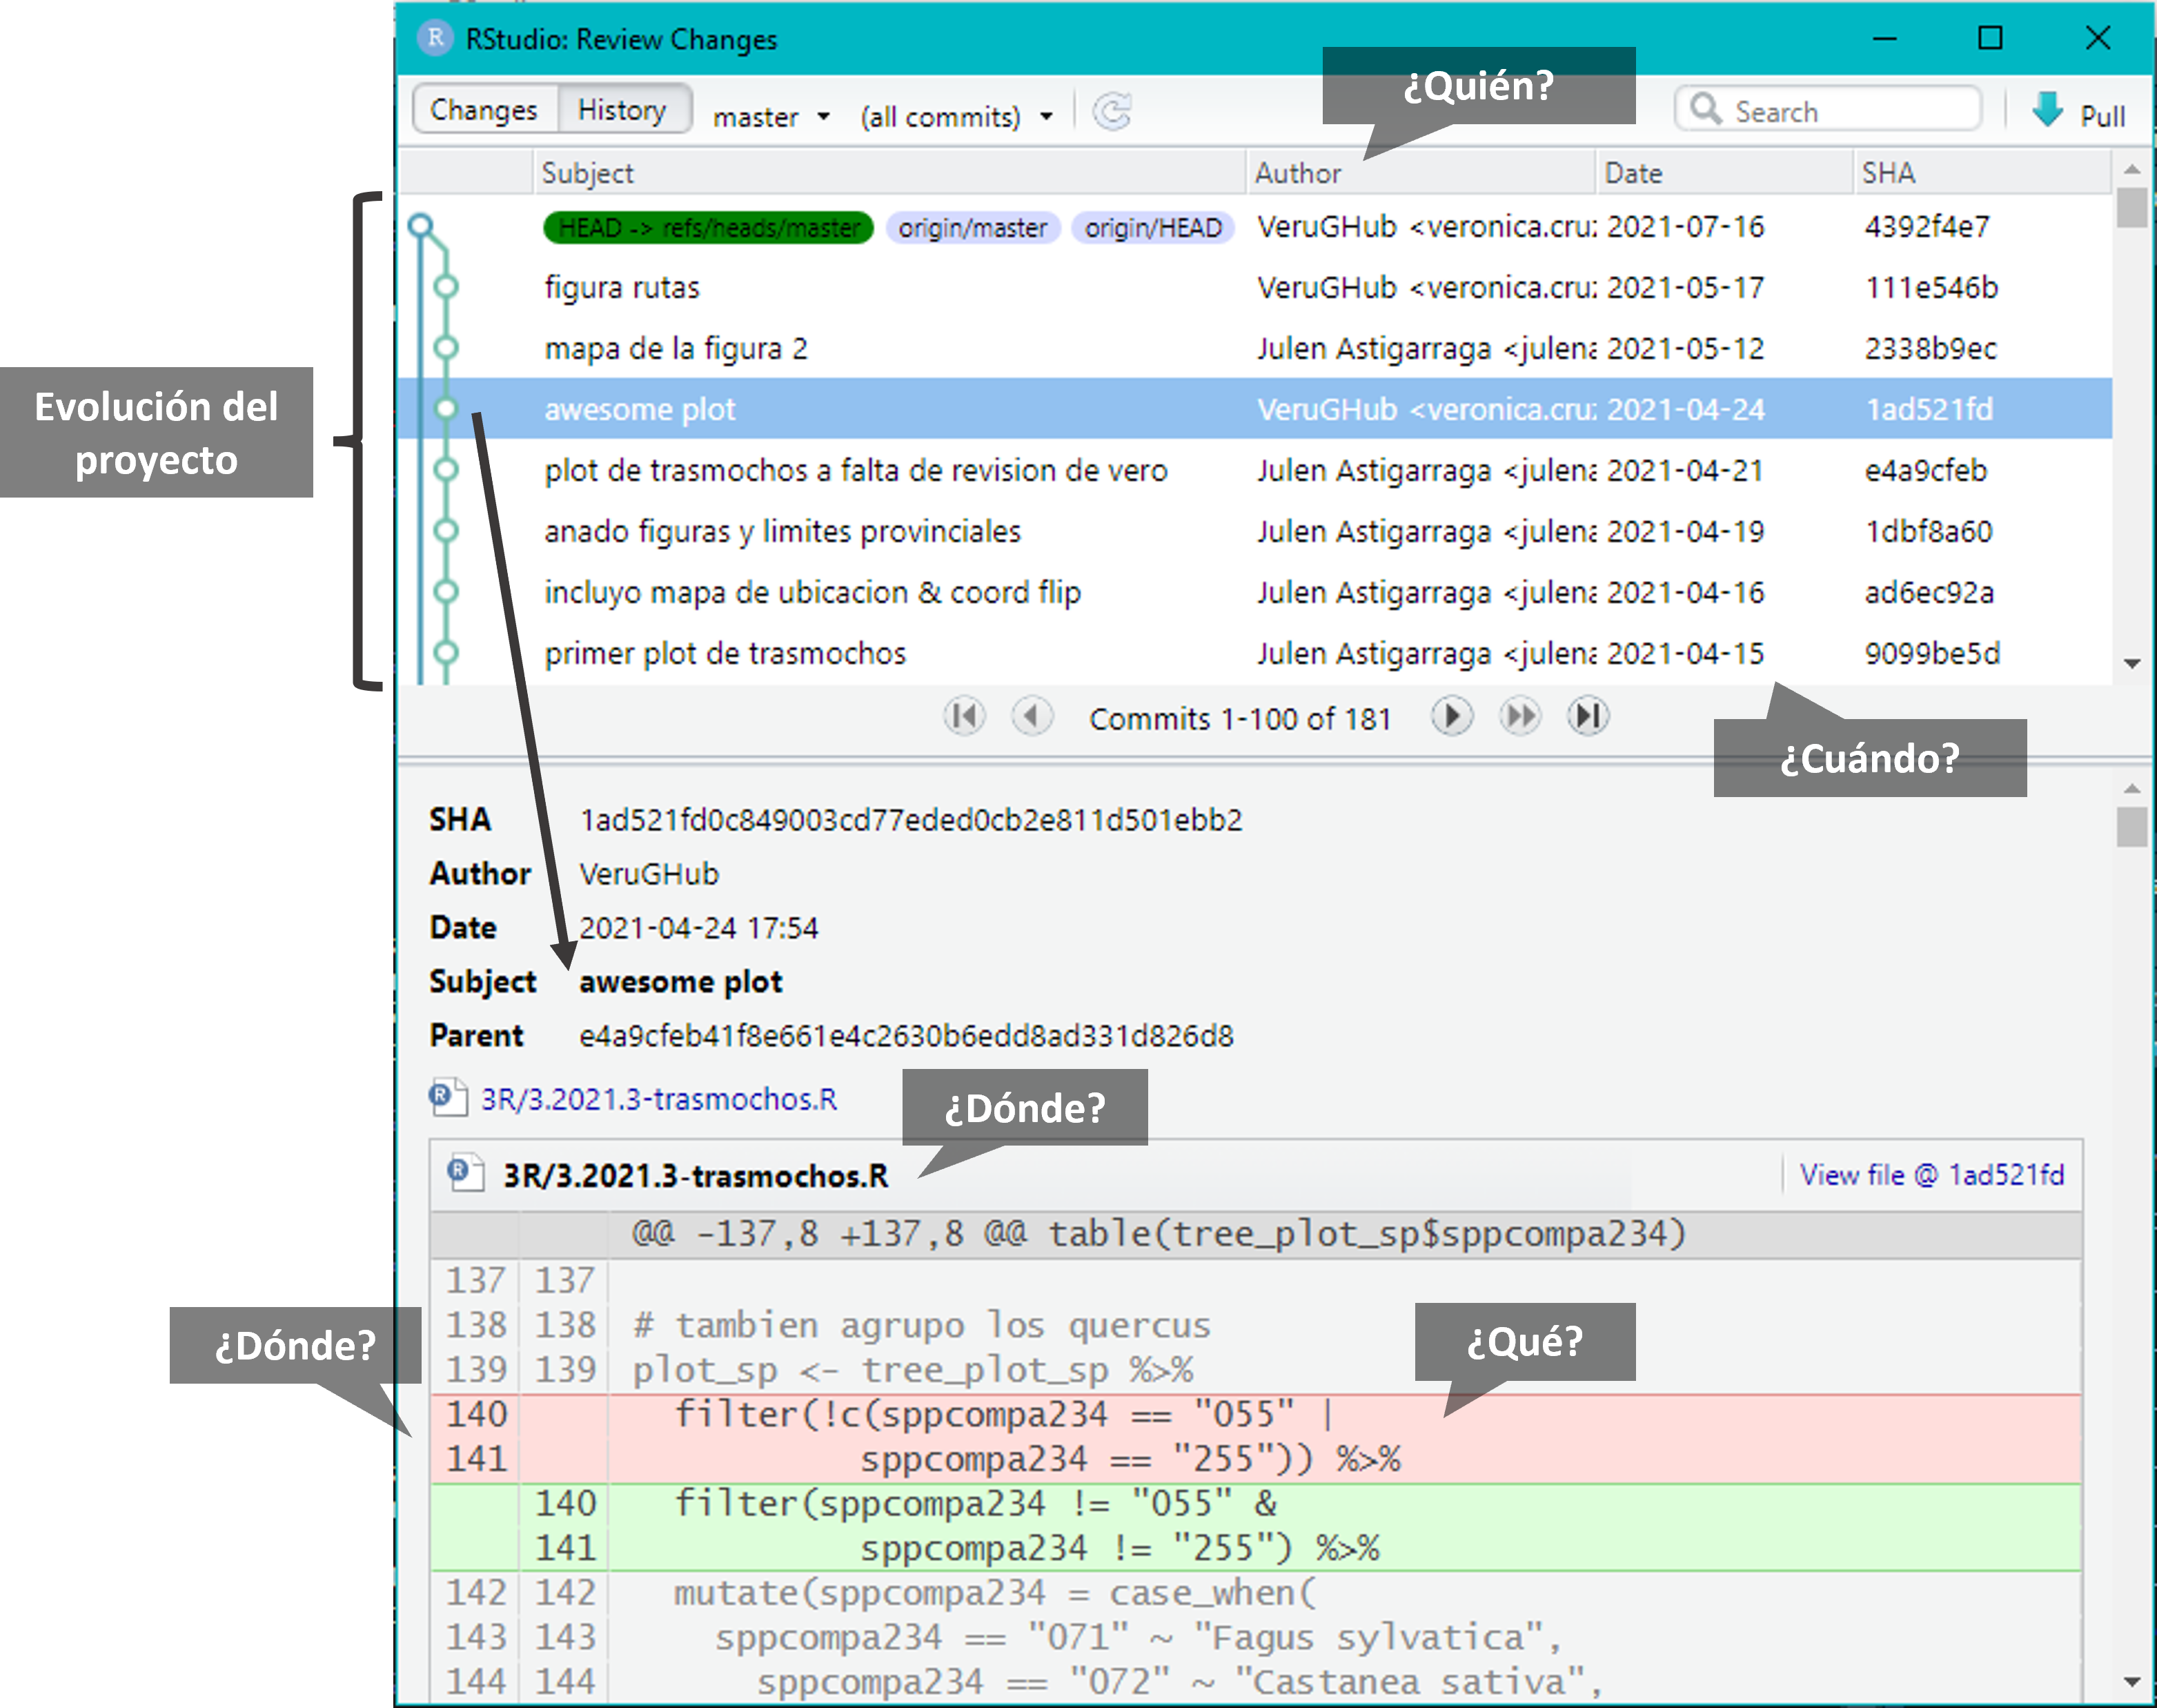 RStudio: Review Changes
¿Quién?
Changes History master (all commits) Search Pull
Subject Author Date SHA
HEAD -> refs/heads/master origin/master origin/HEAD VeruGHub <veronica.cru 2021-07-16 4392f4e7
figura rutas VeruGHub <veronica.cru 2021-05-17 111e546b
mapa de la figura 2 Julen Astigarraga <julena 2021-05-12 2338b9ec
Evolución del
proyecto
awesome plot VeruGHub <veronica.cru 2021-04-24 1ad521fd
plot de trasmochos a falta de revision de vero Julen Astigarraga <julena 2021-04-21 e4a9cfeb
anado figuras y limites provinciales Julen Astigarraga <julena 2021-04-19 1dbf8a60
incluyo mapa de ubicacion & coord flip Julen Astigarraga <julena 2021-04-16 ad6ec92a
primer plot de trasmochos Julen Astigarraga <julena 2021-04-15 9099be5d
Commits 1-100 of 181
¿Cuándo?
SHA 1ad521fd0c849003cd77eded0cb2e811d501ebb2
Author VeruGHub
Date 2021-04-24 17:54
Subject awesome plot
Parent e4a9cfeb41f8e661e4c2630b6edd8ad331d826d8
3R/3.2021.3-trasmochos.R
¿Dónde?
3R/3.2021.3-trasmochos.R View file @ 1ad521fd
@@ -137,8 +137,8 @@ table(tree_plot_sp$sppcompa234)
137 137
138 138 # tambien agrupo los quercus
¿Dónde?
¿Qué?
139 139 plot_sp <- tree_plot_sp %>%
140 filter(!c(sppcompa234 == "055" |
141 sppcompa234 == "255")) %>%
140 filter(sppcompa234 != "055" &
141 sppcompa234 != "255") %>%
142 142 mutate(sppcompa234 = case_when(
143 143 sppcompa234 == "071" ~ "Fagus sylvatica",
144 144 sppcompa234 == "072" ~ "Castanea sativa",